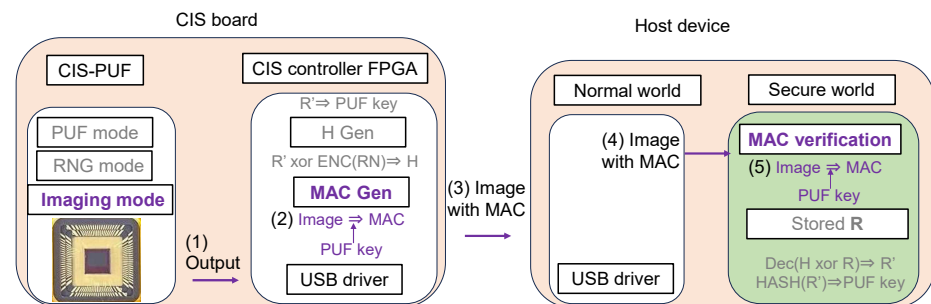 CIS board
Host device
CIS-PUF
CIS controller FPGA
PUF mode
RNG mode
Imaging mode
(1)
Output
R'⇒ PUF key
H Gen
R' xor ENC(RN)⇒ H
MAC Gen
(2) Image ⇒ MAC
PUF key
USB driver
(3) Image
with MAC
Normal world
Secure world
(4) Image
with MAC
USB driver
MAC verification
(5) Image ⇒ MAC
PUF key
Stored R
Dec(H xor R)⇒ R'
HASH(R')⇒PUF key